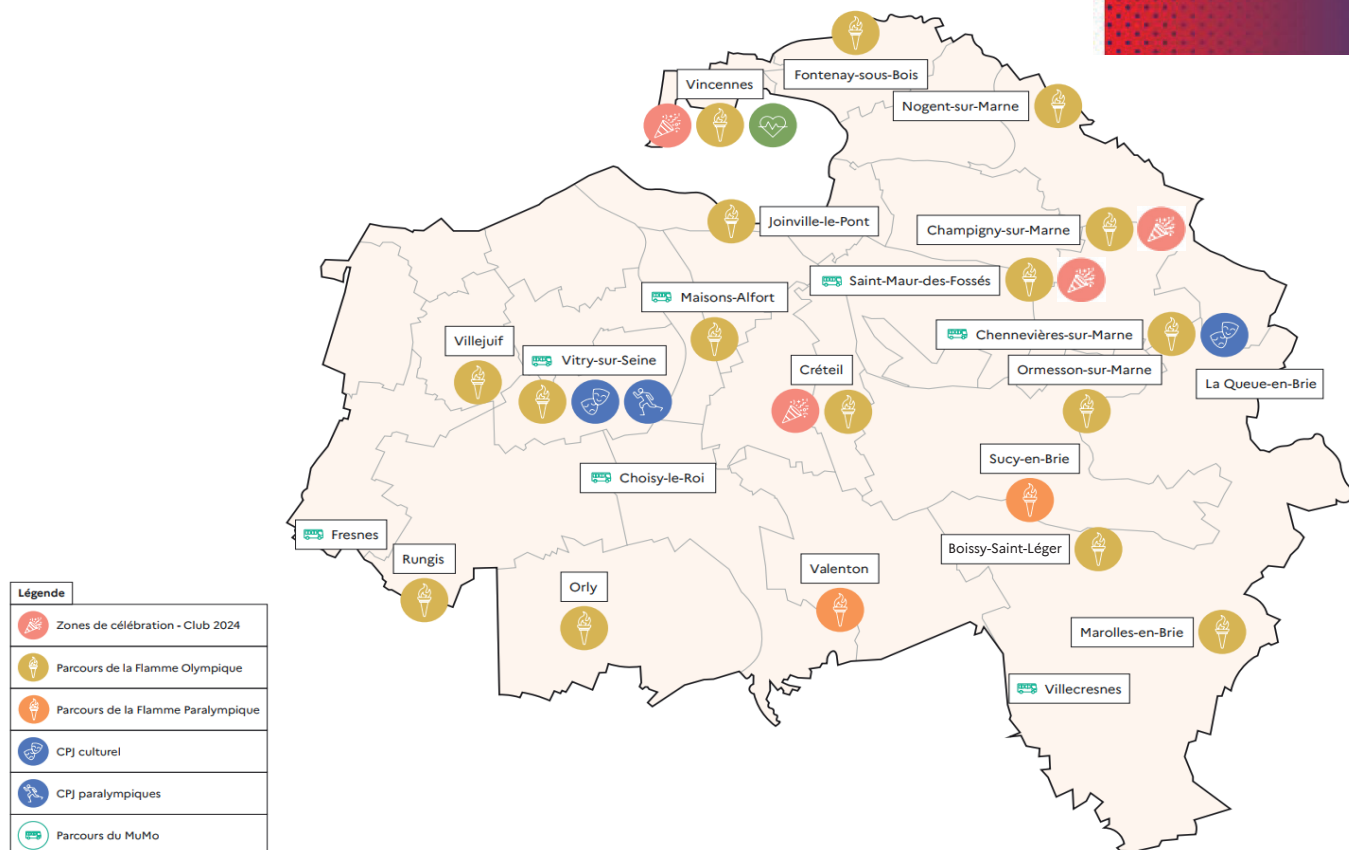 Fontenay-sous-Bois
Vincennes
Nogent-sur-Marne
Joinville-le-Pont
Champigny-sur-Marne
Saint-Maur-des-Fossés
Maisons-Alfort
Chennevières-sur-Marne
Villejuif
Vitry-sur-Seine
Créteil
Ormesson-sur-Marne
La Queue-en-Brie
Sucy-en-Brie
Choisy-le-Roi
Fresnes
Boissy-Saint-Léger
Rungis
Orly
Valenton
Marolles-en-Brie
Villecresnes
Légende
Zones de célébration - Club 2024
Parcours de la Flamme Olympique
Parcours de la Flamme Paralympique
CPJ culturel
CPJ paralympiques
Parcours du MuMo